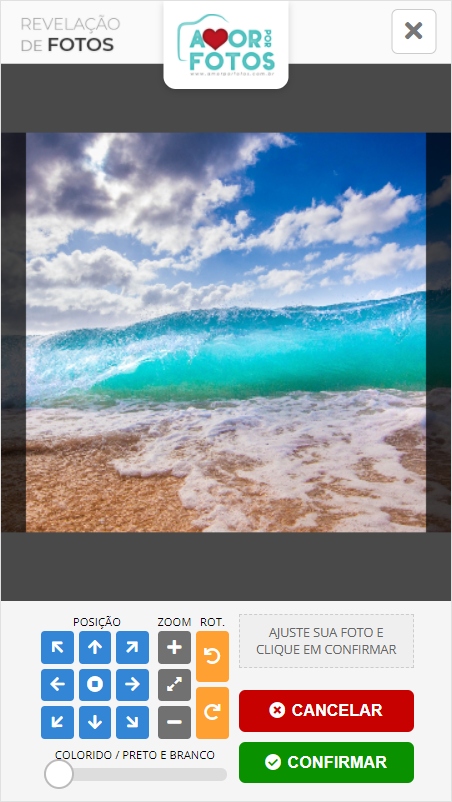 REVELAÇÃO
DE FOTOS
AMOR POR
FOTOS
www.amorporfotos.com.br
POSIÇÃO
ZOOM
ROT.
AJUSTE SUA FOTO E
CLIQUE EM CONFIRMAR
CANCELAR
CONFIRMAR
COLORIDO / PRETO E BRANCO